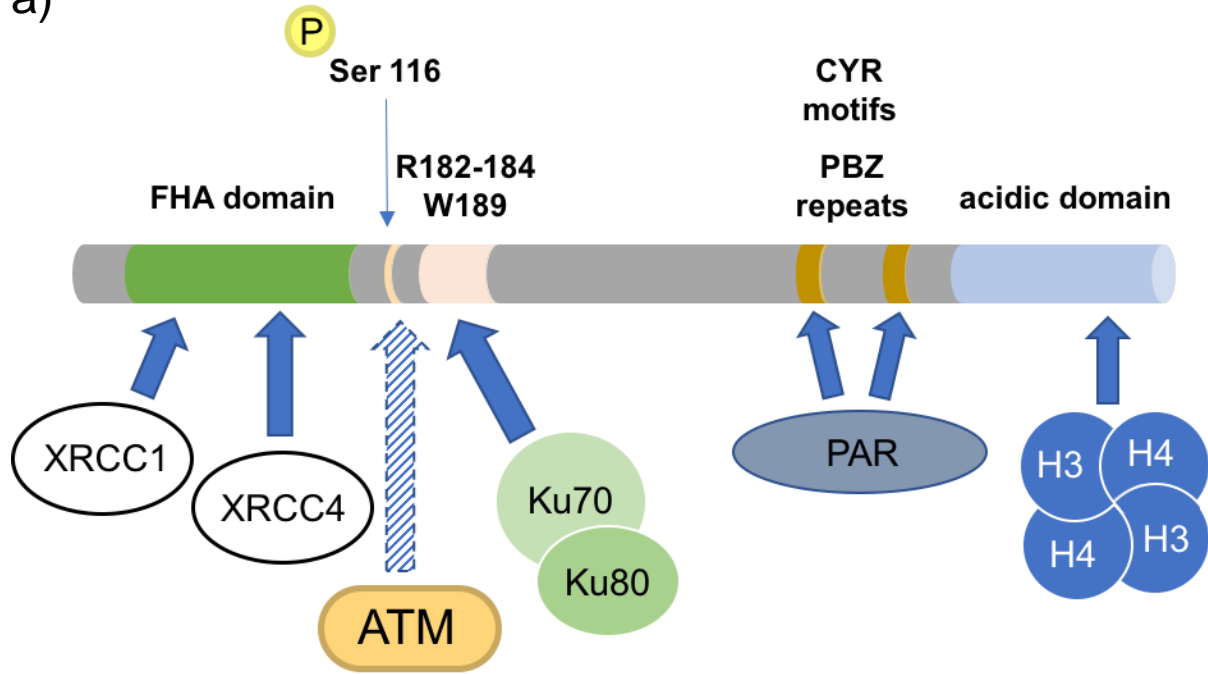 a)
P
Ser 116
CYR
motifs
R182-184
W189
PBZ
repeats
FHA domain
acidic domain
XRCC1
XRCC4
ATM
Ku70
Ku80
PAR
H3
H4
H4
H3